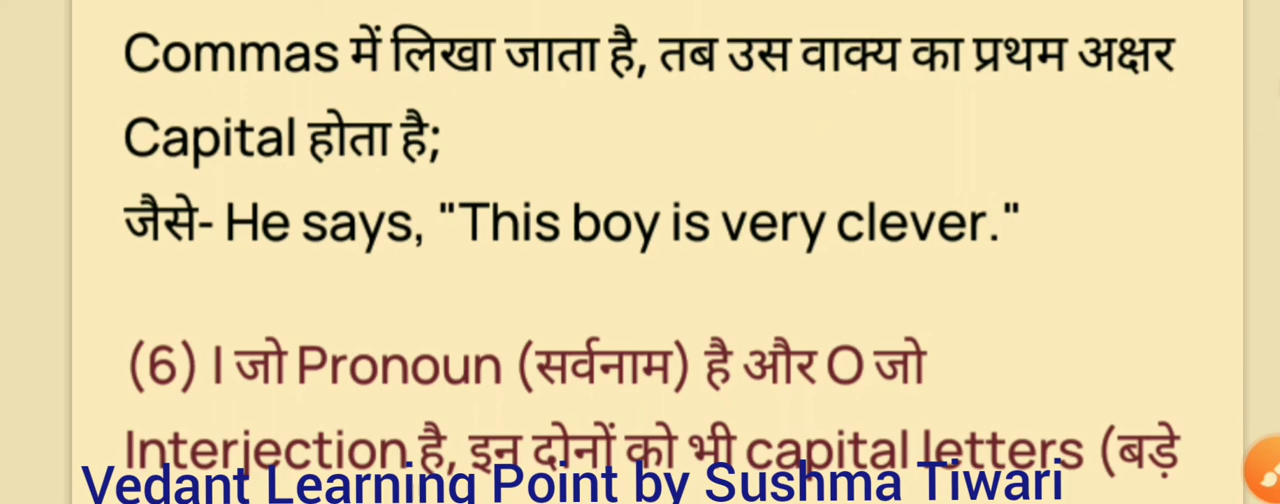 Commas में लिखा जाता है, तब उस वाक्य का प्रथम अक्षर
Capital होता है;
जैसे- He says, "This boy is very clever."
(6) I जो Pronoun (सर्वनाम) है और O जो
Interjection है, इन दोनों को भी capital letters (बड़े
Vedant Learning Point by Sushma Tiwari